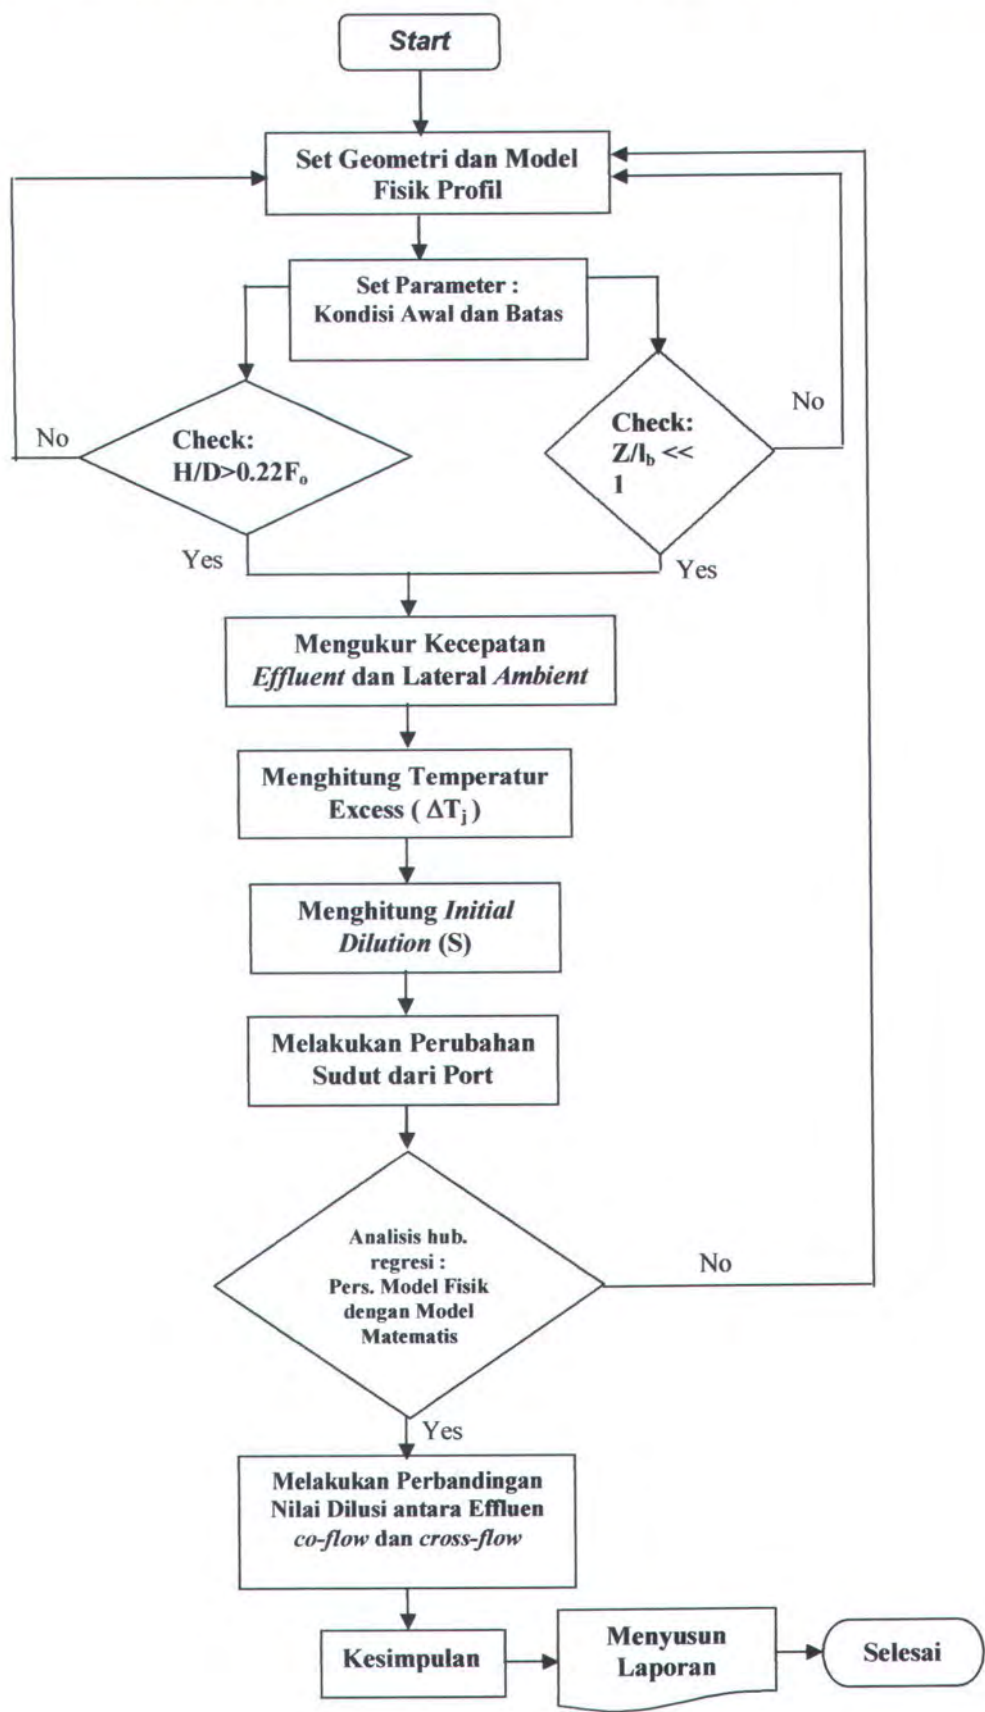 Start
Set Geometri dan Model
Fisik Profil
Set Parameter :
Kondisi Awal dan Batas
No
Check:
H/D>0.22Fo
Yes
Check:
Z/lb <<
1
No
Yes
Mengukur Kecepatan
Effluent dan Lateral Ambient
Menghitung Temperatur
Excess ( ΔTj )
Menghitung Initial
Dilution (S)
Melakukan Perubahan
Sudut dari Port
Analisis hub.
regresi :
Pers. Model Fisik
dengan Model
Matematis
No
Yes
Melakukan Perbandingan
Nilai Dilusi antara Effluen
co-flow dan cross-flow
Kesimpulan
Menyusun
Laporan
Selesai